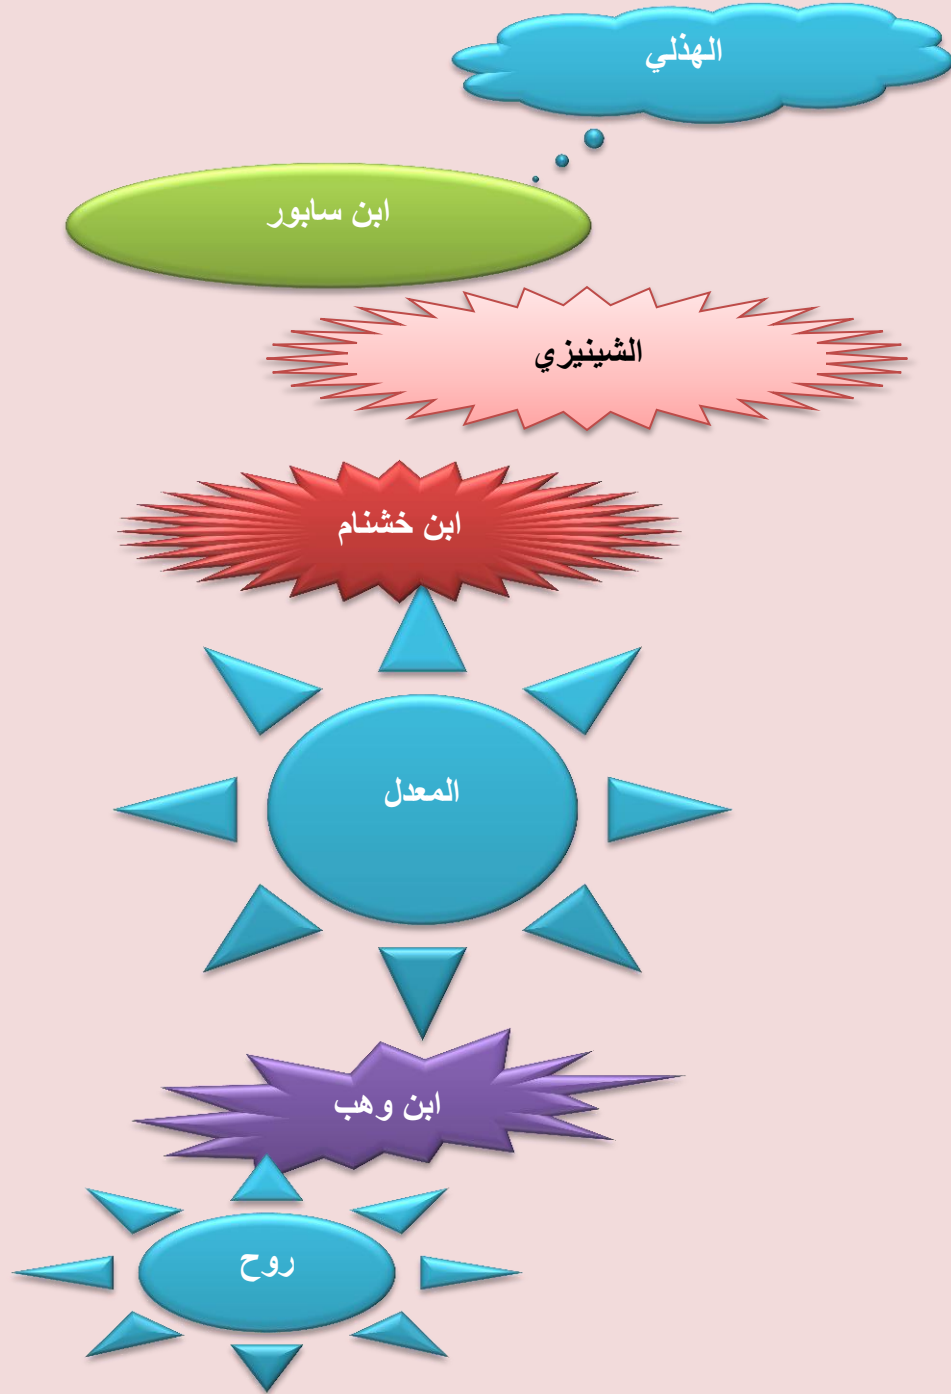 الهذلي
ابن سابور
الشينيزي
ابن خشنام
المعدل
ابن وهب
روح